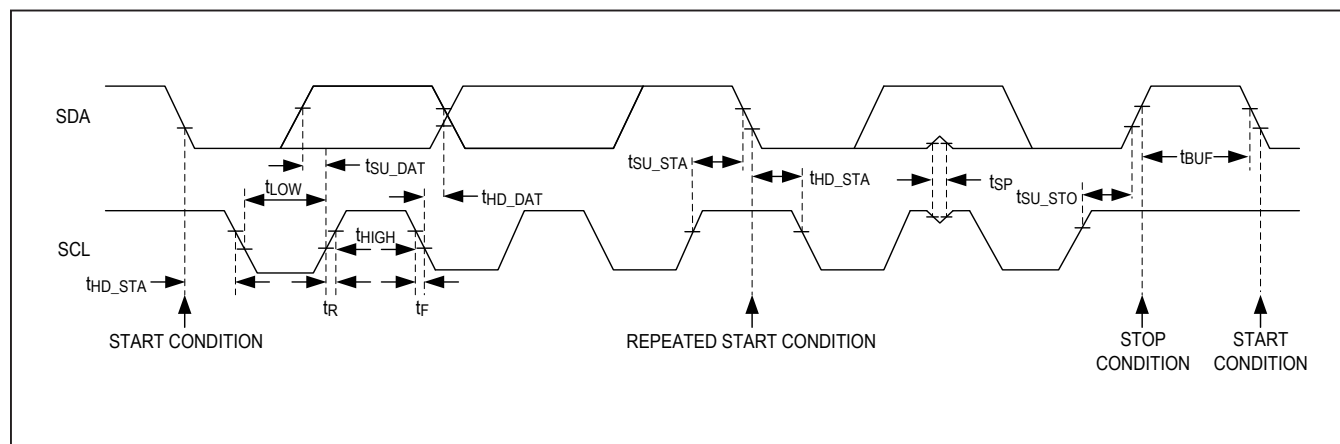 SDA
tSU_DAT
tLOW
tHD_DAT
tSU_STA
tHD_STA
tSP
tBUF
tSU_STO
SCL
tHIGH
tHD_STA
tR
tF
START CONDITION
REPEATED START CONDITION
STOP
CONDITION
START
CONDITION